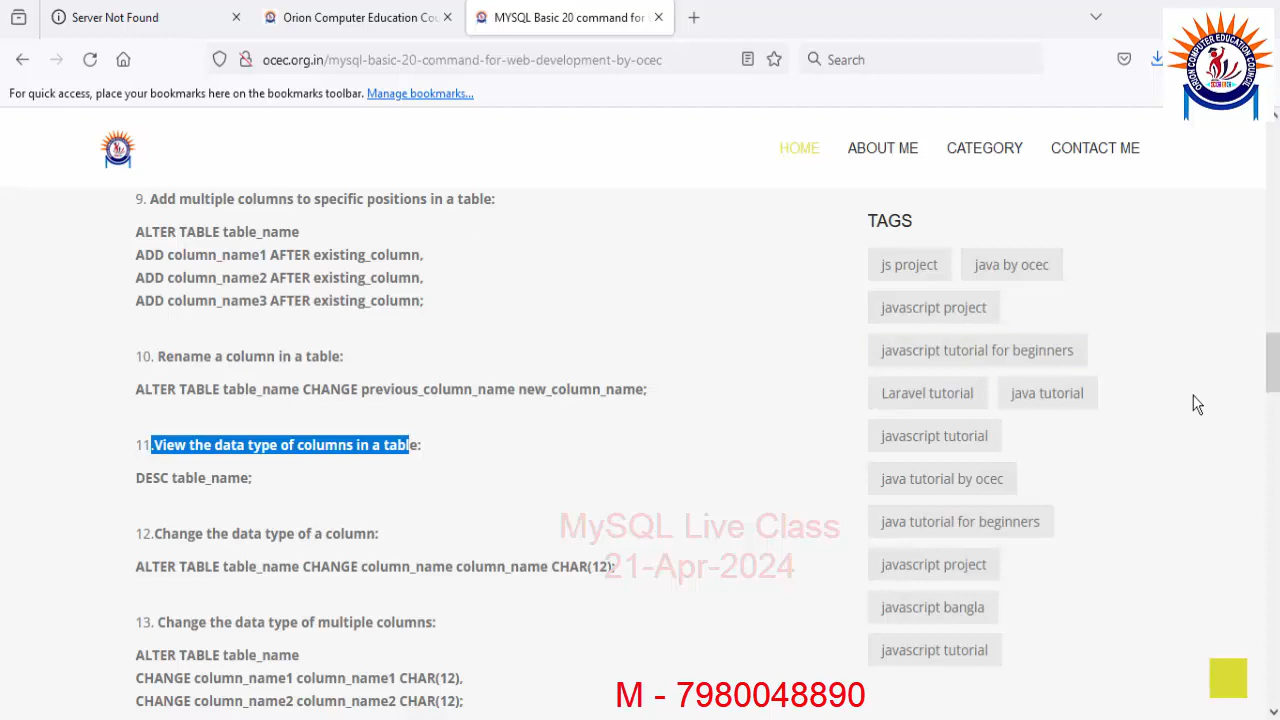 Server Not Found
Orion Computer Education Cou
MYSQL Basic 20 command for
ocec.org.in/mysql-basic-20-command-for-web-development-by-ocec
Search
For quick access, place your bookmarks here on the bookmarks toolbar. Manage bookmarks...
HOME ABOUT ME CATEGORY CONTACT ME
9. Add multiple columns to specific positions in a table:
ALTER TABLE table_name
ADD column_name1 AFTER existing_column,
ADD column_name2 AFTER existing_column,
ADD column_name3 AFTER existing_column;
10. Rename a column in a table:
ALTER TABLE table_name CHANGE previous_column_name new_column_name;
11.View the data type of columns in a table:
DESC table_name;
12.Change the data type of a column:
ALTER TABLE table_name CHANGE column_name column_name CHAR(12);
13. Change the data type of multiple columns:
ALTER TABLE table_name
CHANGE column_name1 column_name1 CHAR(12),
CHANGE column_name2 column_name2 CHAR(12);
TAGS
js project
java by ocec
javascript project
javascript tutorial for beginners
Laravel tutorial
java tutorial
javascript tutorial
java tutorial by ocec
java tutorial for beginners
javascript project
javascript bangla
javascript tutorial
MySQL Live Class
21-Apr-2024
M - 7980048890
ORION COMPUTER EDUCATION COUNCIL